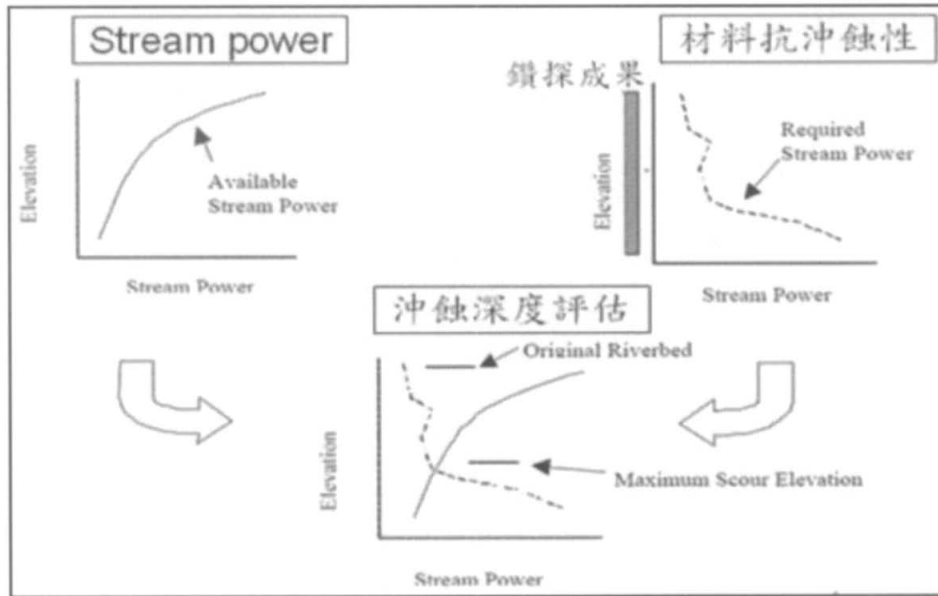 Stream power
Elevation
Available
Stream Power
Stream Power
材料抗沖蝕性
鑽探成果
Elevation
Required
Stream Power
Stream Power
沖蝕深度評估
Original Riverbed
Elevation
Maximum Scour Elevation
Stream Power